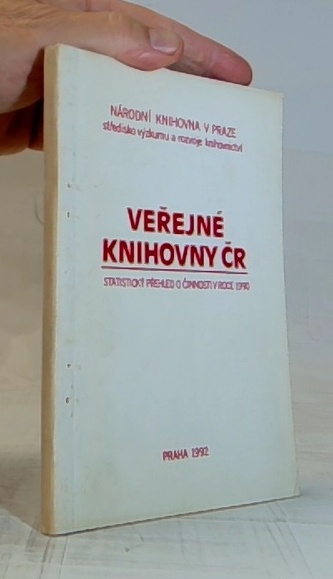 NÁRODNÍ KNIHOVNA V PRAZE
středisko výzkumu a rozvoje knihovnictví
VEŘEJNÉ
KNIHOVNY ČR
STATISTICKÝ PŘEHLED O ČINNOSTI V ROCE 1990
PRAHA 1992